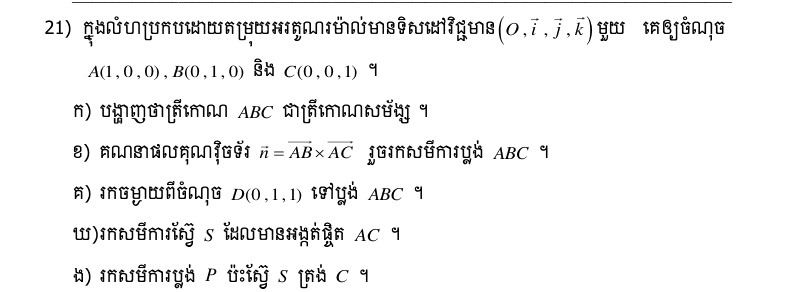 21) ក្នុងលំហប្រកបដោយតម្រុយអរតូណរម៉ាល់មានទិសដៅវិជ្ជមាន (O, i⃗, j⃗, k⃗) មួយ គេឲ្យចំណុច
A(1,0,0), B(0,1,0) និង C(0,0,1) ។
ក) បង្ហាញថាត្រីកោណ ABC ជាត្រីកោណសម័ង្ស ។
ខ) គណនាផលគុណវ៉ិចទ័រ n⃗ = A͞B⃗ × A͞C⃗ រួចរកសមីការប្លង់ ABC ។
គ) រកចម្ងាយពីចំណុច D(0,1,1) ទៅប្លង់ ABC ។
ឃ)រកសមីការស្វ៊ែ S ដែលមានអង្កត់ផ្ចិត AC ។
ង) រកសមីការប្លង់ P ប៉ះស្វ៊ែ S ត្រង់ C ។